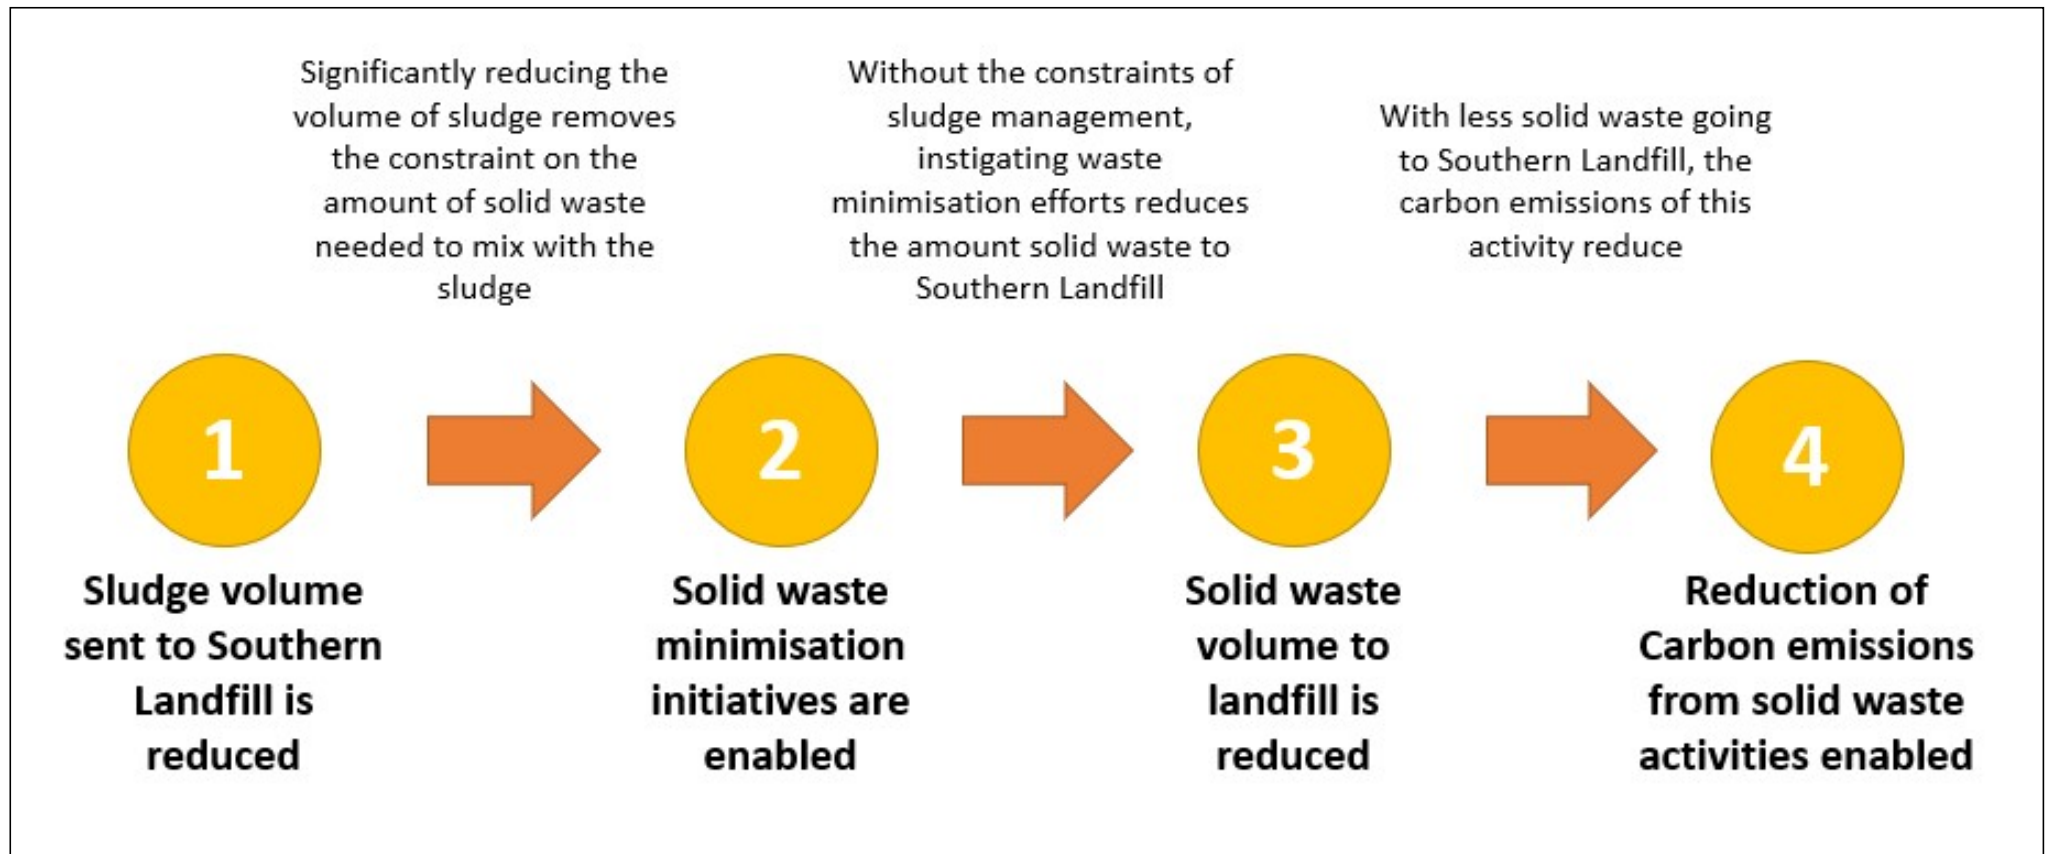 Significantly reducing the
volume of sludge removes
the constraint on the
amount of solid waste
needed to mix with the
sludge
Without the constraints of
sludge management,
instigating waste
minimisation efforts reduces
the amount solid waste to
Southern Landfill
With less solid waste going
to Southern Landfill, the
carbon emissions of this
activity reduce
1
2
3
4
Sludge volume
sent to Southern
Landfill is
reduced
Solid waste
minimisation
initiatives are
enabled
Solid waste
volume to
landfill is
reduced
Reduction of
Carbon emissions
from solid waste
activities enabled